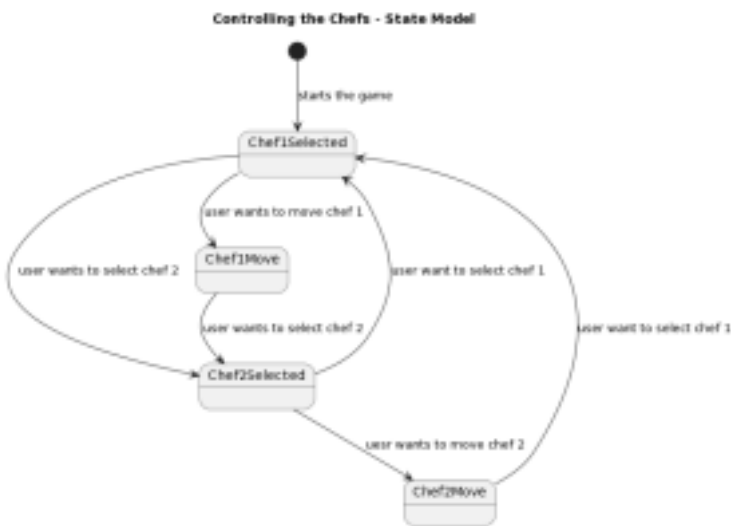 Controlling the Chefs - State Model
starts the game
Chef1Selected
user wants to move chef 1
Chef1Move
user wants to select chef 2
user want to select chef 1
user wants to select chef 2
user want to select chef 1
Chef2Selected
uesr wants to move chef 2
Chef2Move